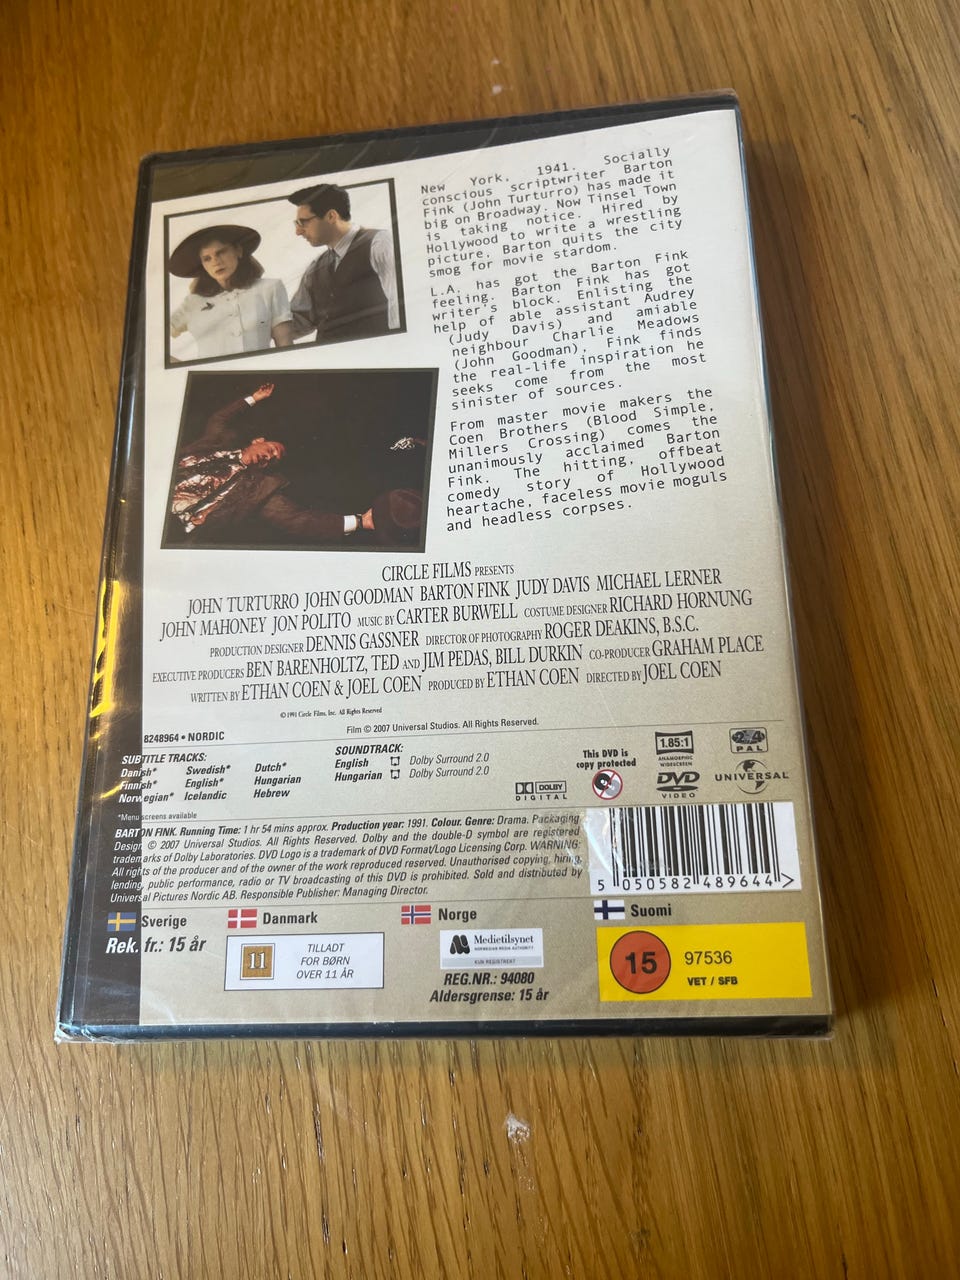 New York, 1941. Socially
conscious scriptwriter Barton
Fink (John Turturro) has made it
big on Broadway. Now Tinsel Town
is taking notice. Hired by
Hollywood to write a wrestling
picture, Barton quits the city
smog for movie stardom.
L.A. has got the Barton Fink
feeling. Barton Fink has got
writer's block. Enlisting the
help of able assistant Audrey
(Judy Davis) and amiable
neighbour Charlie Meadows
(John Goodman), Fink finds
the real-life inspiration he
seeks come from the most
sinister of sources.
From master movie makers the
Coen Brothers (Blood Simple,
Millers Crossing) comes the
unanimously acclaimed Barton
Fink. The hitting, offbeat
comedy story of Hollywood
heartache, faceless movie moguls
and headless corpses.
CIRCLE FILMS PRESENTS
JOHN TURTURRO JOHN GOODMAN BARTON FINK JUDY DAVIS MICHAEL LERNER
JOHN MAHONEY JON POLITO MUSIC BY CARTER BURWELL COSTUME DESIGNER RICHARD HORNUNG
PRODUCTION DESIGNER DENNIS GASSNER DIRECTOR OF PHOTOGRAPHY ROGER DEAKINS, B.S.C.
EXECUTIVE PRODUCERS BEN BARENHOLTZ, TED AND JIM PEDAS, BILL DURKIN CO-PRODUCER GRAHAM PLACE
WRITTEN BY ETHAN COEN & JOEL COEN PRODUCED BY ETHAN COEN DIRECTED BY JOEL COEN
© 1991 Circle Films, Inc. All Rights Reserved
Film © 2007 Universal Studios. All Rights Reserved.
8248964 • NORDIC
SUBTITLE TRACKS:
Danish* Swedish* Dutch*
Finnish* English* Hungarian
Norwegian* Icelandic Hebrew
*Menu screens available
SOUNDTRACK:
English Dolby Surround 2.0
Hungarian Dolby Surround 2.0
DOLBY
DIGITAL
This DVD is
copy protected
1.85:1
ANAMORPHIC
WIDESCREEN
DVD
VIDEO
2 4
PAL
UNIVERSAL
BARTON FINK. Running Time: 1 hr 54 mins approx. Production year: 1991. Colour. Genre: Drama. Packaging
Design © 2007 Universal Studios. All Rights Reserved. Dolby and the double-D symbol are registered
trademarks of Dolby Laboratories. DVD Logo is a trademark of DVD Format/Logo Licensing Corp. WARNING:
All rights of the producer and of the owner of the work reproduced reserved. Unauthorised copying, hiring,
lending, public performance, radio or TV broadcasting of this DVD is prohibited. Sold and distributed by
Universal Pictures Nordic AB. Responsible Publisher: Managing Director.
5 050582 489644 >
Sverige
Rek. fr.: 15 år
Danmark
11
TILLADT
FOR BØRN
OVER 11 ÅR
Norge
Medietilsynet
NORWEGIAN MEDIA AUTHORITY
KUN REGISTRERT
REG.NR.: 94080
Aldersgrense: 15 år
Suomi
15
97536
VET / SFB